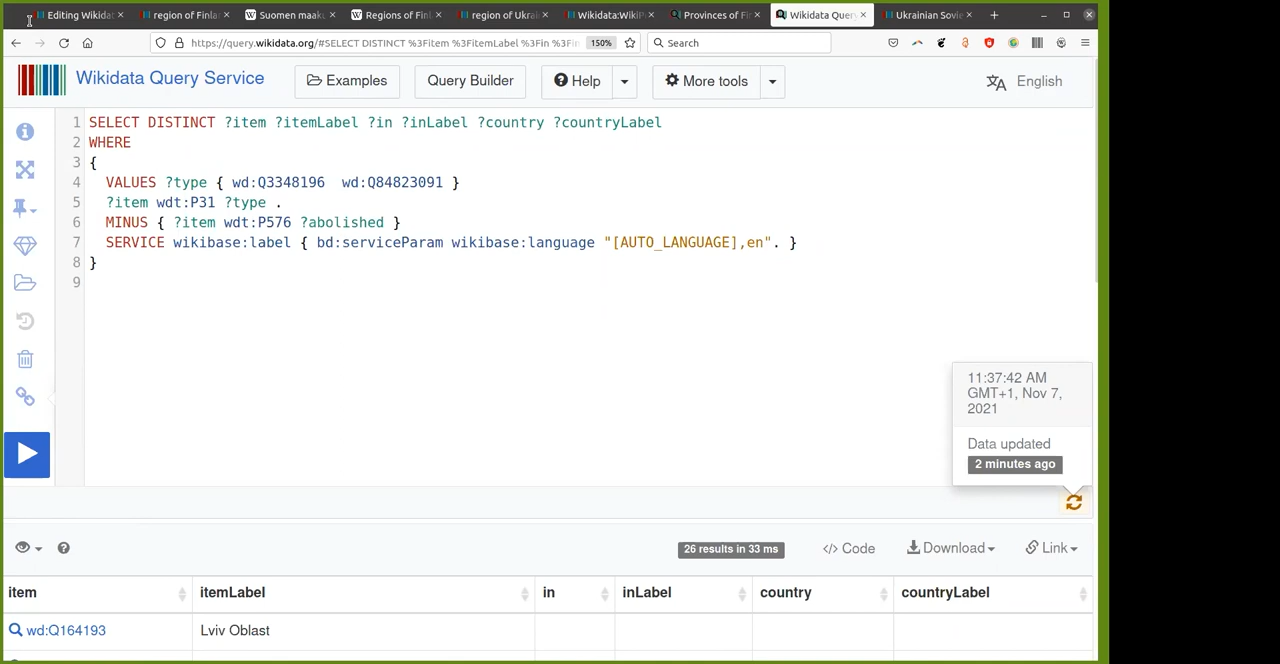 Editing Wikidat
region of Finla
Suomen maak
Regions of Finl
region of Ukrai
Wikidata:WikiP
Provinces of Fi
Wikidata Quer
Ukrainian Sovie
https://query.wikidata.org/#SELECT DISTINCT %3Fitem %3FitemLabel %3Fin %3Fin
150%
Search
Wikidata Query Service
Examples
Query Builder
Help
More tools
English
1 SELECT DISTINCT ?item ?itemLabel ?in ?inLabel ?country ?countryLabel
2 WHERE
3 {
4 VALUES ?type { wd:Q3348196 wd:Q84823091 }
5 ?item wdt:P31 ?type .
6 MINUS { ?item wdt:P576 ?abolished }
7 SERVICE wikibase:label { bd:serviceParam wikibase:language "[AUTO_LANGUAGE],en". }
8 }
9
11:37:42 AM
GMT+1, Nov 7,
2021
Data updated
2 minutes ago
26 results in 33 ms
</> Code
Download
Link
item itemLabel in inLabel country countryLabel
wd:Q164193 Lviv Oblast